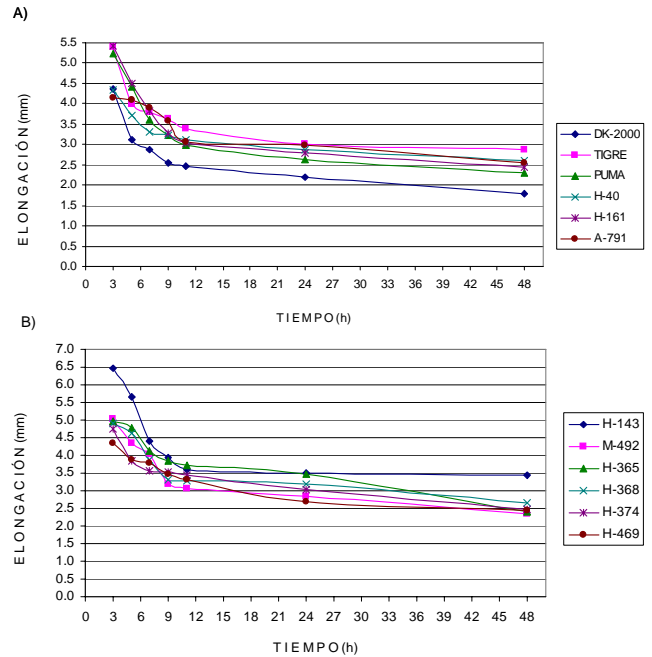 A)
5.5
5.0
4.5
4.0
3.5
3.0
2.5
2.0
1.5
1.0
0.5
0.0
ELONGACIÓN (mm)
0 3 6 9 12 15 18 21 24 27 30 33 36 39 42 45 48
TIEMPO (h)
DK-2000
TIGRE
PUMA
H-40
H-161
A-791
B)
7.0
6.5
6.0
5.5
5.0
4.5
4.0
3.5
3.0
2.5
2.0
1.5
1.0
0.5
0.0
ELONGACIÓN (mm)
0 3 6 9 12 15 18 21 24 27 30 33 36 39 42 45 48
TIEMPO (h)
H-143
M-492
H-365
H-368
H-374
H-469